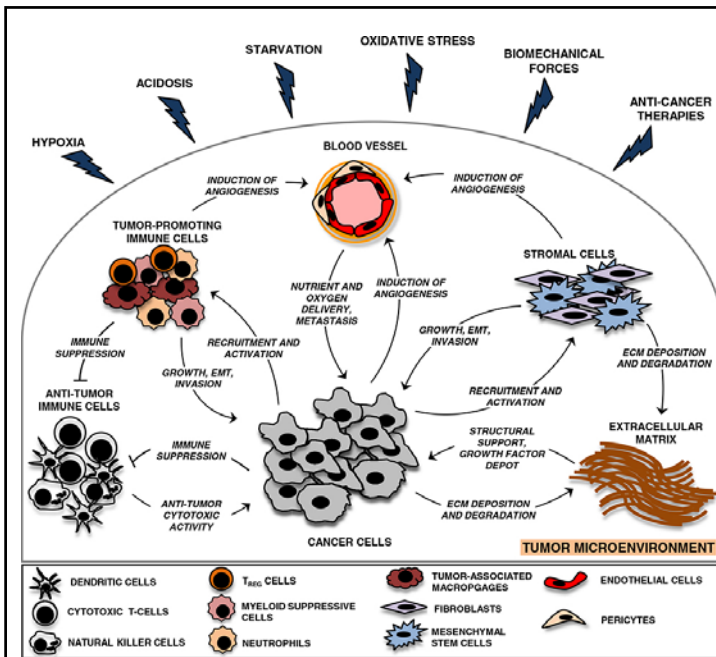 OXIDATIVE STRESS
STARVATION
BIOMECHANICAL
FORCES
ACIDOSIS
ANTI-CANCER
THERAPIES
HYPOXIA
BLOOD VESSEL
INDUCTION OF
ANGIOGENESIS
INDUCTION OF
ANGIOGENESIS
TUMOR-PROMOTING
IMMUNE CELLS
STROMAL CELLS
NUTRIENT AND
OXYGEN
DELIVERY,
METASTASIS
INDUCTION OF
ANGIOGENESIS
IMMUNE
SUPPRESSION
RECRUITMENT AND
ACTIVATION
GROWTH, EMT,
INVASION
GROWTH, EMT,
INVASION
ECM DEPOSITION
AND DEGRADATION
ANTI-TUMOR
IMMUNE CELLS
RECRUITMENT AND
ACTIVATION
EXTRACELLULAR
MATRIX
IMMUNE
SUPPRESSION
STRUCTURAL
SUPPORT,
GROWTH FACTOR
DEPOT
ANTI-TUMOR
CYTOTOXIC
ACTIVITY
ECM DEPOSITION
AND DEGRADATION
CANCER CELLS
TUMOR MICROENVIRONMENT
DENDRITIC CELLS
CYTOTOXIC T-CELLS
NATURAL KILLER CELLS
TREG CELLS
MYELOID SUPPRESSIVE
CELLS
NEUTROPHILS
TUMOR-ASSOCIATED
MACROPGAGES
FIBROBLASTS
MESENCHYMAL
STEM CELLS
ENDOTHELIAL CELLS
PERICYTES